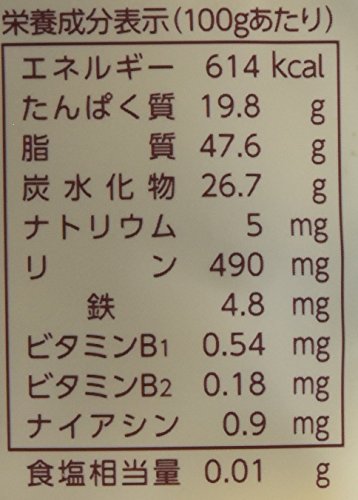 栄養成分表示(100gあたり)
エネルギー 614 kcal
たんぱく質 19.8 g
脂質 47.6 g
炭水化物 26.7 g
ナトリウム 5 mg
リン 490 mg
鉄 4.8 mg
ビタミンB1 0.54 mg
ビタミンB2 0.18 mg
ナイアシン 0.9 mg
食塩相当量 0.01 g